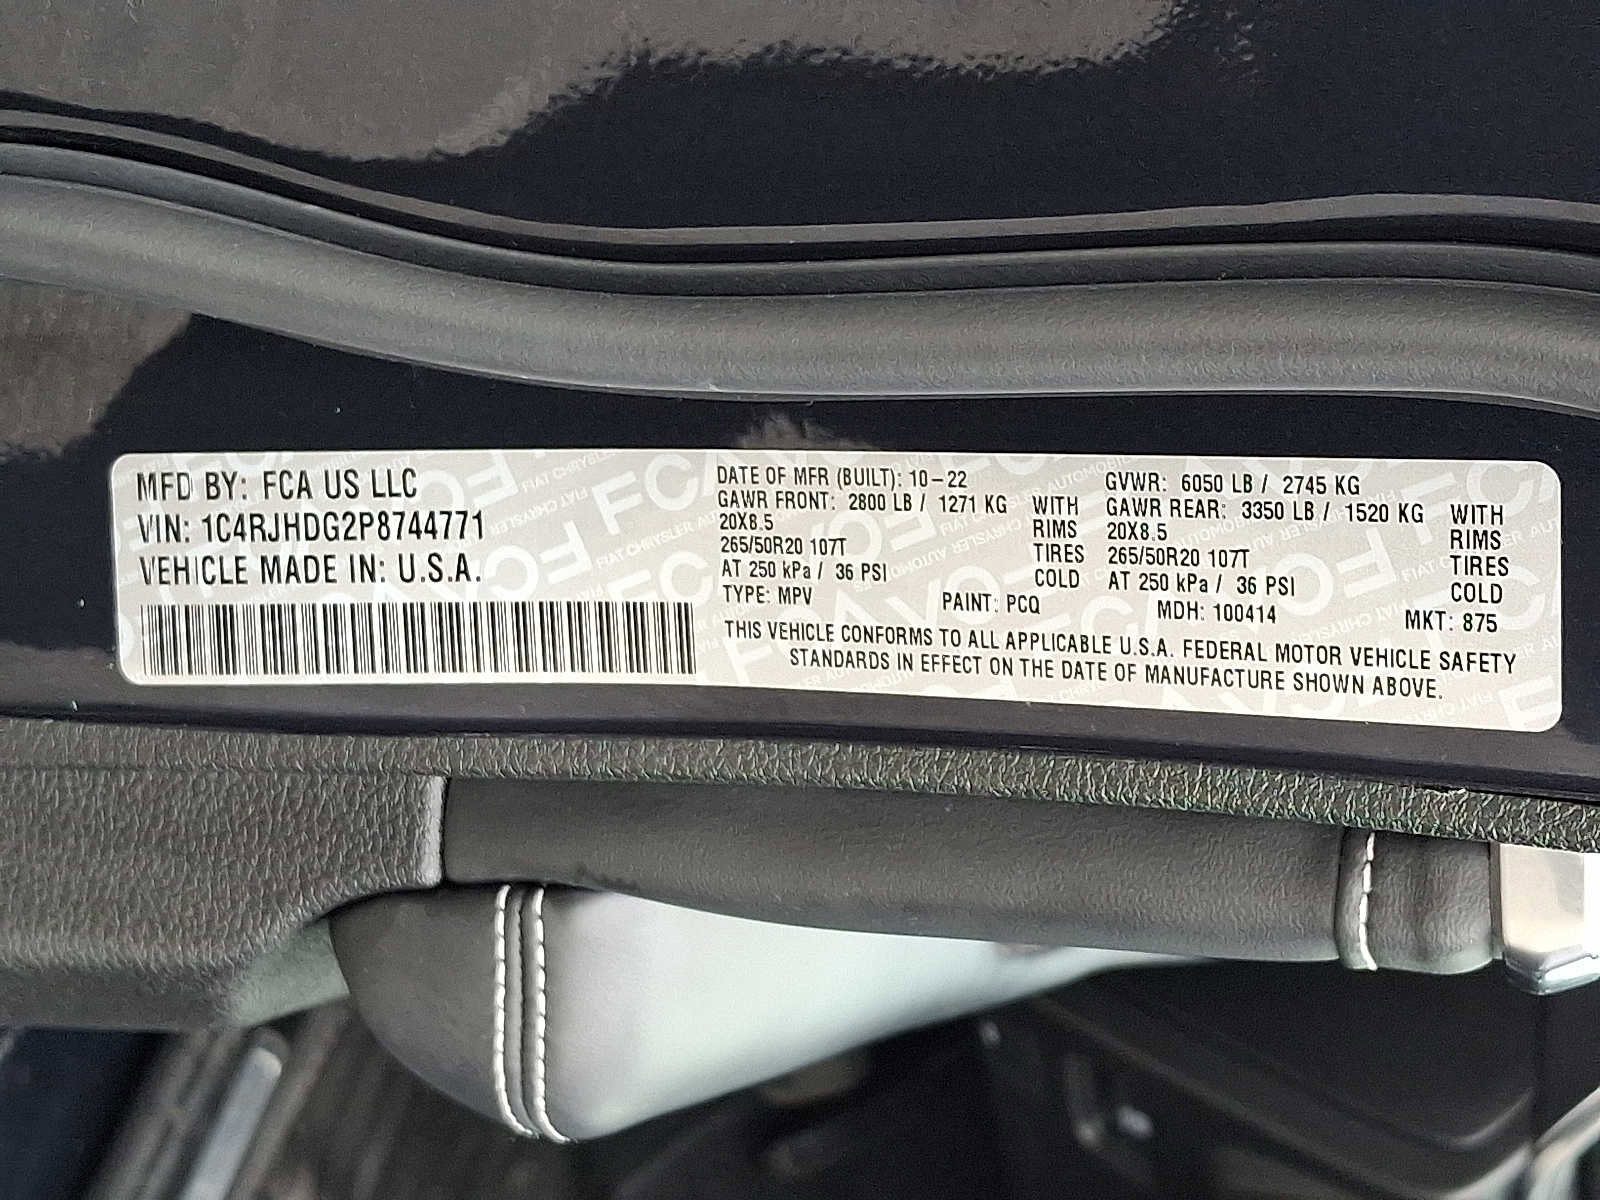 MFD BY: FCA US LLC
VIN: 1C4RJHDG2P8744771
VEHICLE MADE IN: U.S.A.
DATE OF MFR (BUILT): 10-22
GAWR FRONT: 2800 LB / 1271 KG WITH
20X8.5 RIMS
265/50R20 107T TIRES
AT 250 kPa / 36 PSI COLD
GVWR: 6050 LB / 2745 KG
GAWR REAR: 3350 LB / 1520 KG WITH
20X8.5 RIMS
265/50R20 107T TIRES
AT 250 kPa / 36 PSI COLD
TYPE: MPV PAINT: PCQ MDH: 100414 MKT: 875
THIS VEHICLE CONFORMS TO ALL APPLICABLE U.S.A. FEDERAL MOTOR VEHICLE SAFETY
STANDARDS IN EFFECT ON THE DATE OF MANUFACTURE SHOWN ABOVE.